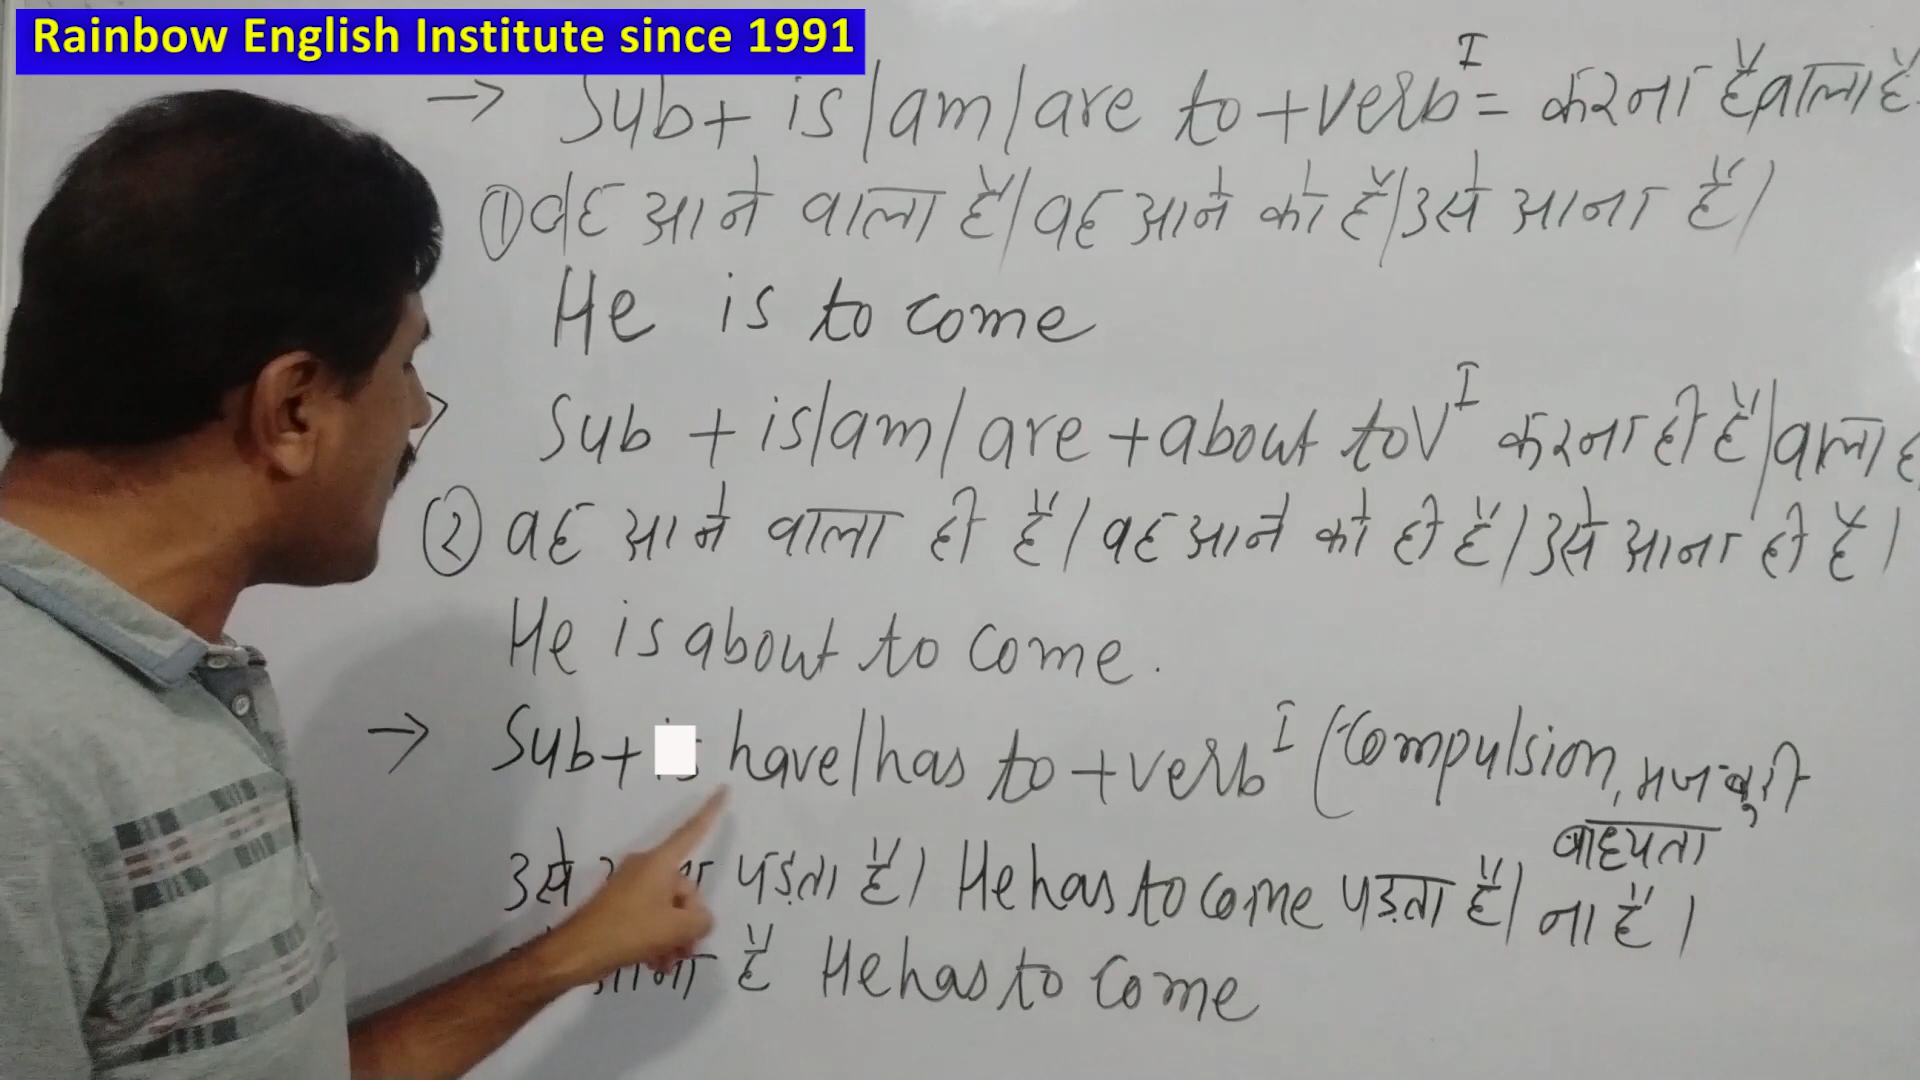 Rainbow English Institute since 1991
→ Sub + is/am/are to + verb I = करना है वाला है
① वह आने वाला है/वह आने को है/उसे आना है।
He is to come
Sub + is/am/are + about to V I करना ही है/वाला
② वह आने वाला ही है/वह आने को ही है/उसे आना ही है।
He is about to come.
→ Sub + have/has to + verb I (Compulsion, मजबूरी
बाध्यता
उसे पड़ता है। He has to come पड़ता है/ना है।
है He has to come